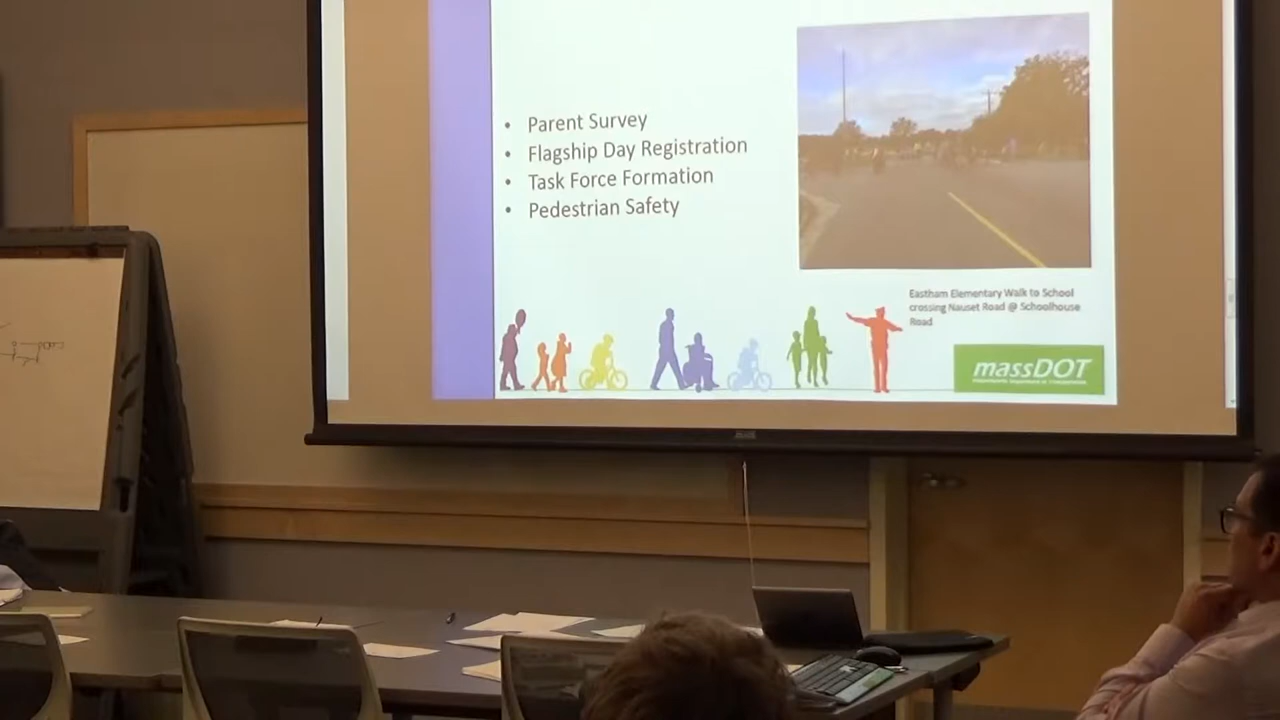 • Parent Survey
• Flagship Day Registration
• Task Force Formation
• Pedestrian Safety
Eastham Elementary Walk to School
crossing Nauset Road @ Schoolhouse
Road
massDOT